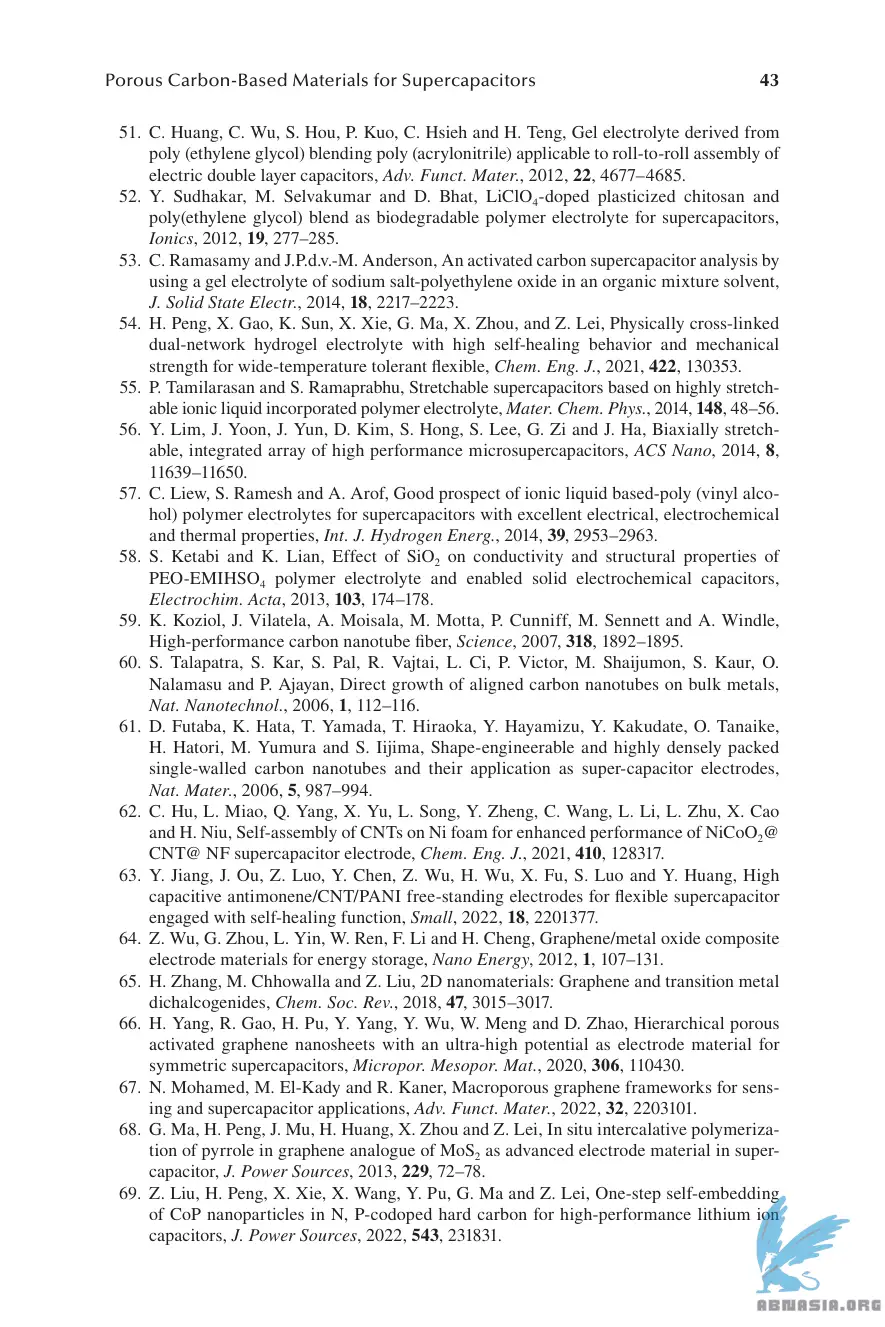 Porous Carbon-Based Materials for Supercapacitors 43
51. C. Huang, C. Wu, S. Hou, P. Kuo, C. Hsieh and H. Teng, Gel electrolyte derived from
poly (ethylene glycol) blending poly (acrylonitrile) applicable to roll-to-roll assembly of
electric double layer capacitors, Adv. Funct. Mater., 2012, 22, 4677–4685.
52. Y. Sudhakar, M. Selvakumar and D. Bhat, LiClO₄-doped plasticized chitosan and
poly(ethylene glycol) blend as biodegradable polymer electrolyte for supercapacitors,
Ionics, 2012, 19, 277–285.
53. C. Ramasamy and J.P.d.v.-M. Anderson, An activated carbon supercapacitor analysis by
using a gel electrolyte of sodium salt-polyethylene oxide in an organic mixture solvent,
J. Solid State Electr., 2014, 18, 2217–2223.
54. H. Peng, X. Gao, K. Sun, X. Xie, G. Ma, X. Zhou, and Z. Lei, Physically cross-linked
dual-network hydrogel electrolyte with high self-healing behavior and mechanical
strength for wide-temperature tolerant flexible, Chem. Eng. J., 2021, 422, 130353.
55. P. Tamilarasan and S. Ramaprabhu, Stretchable supercapacitors based on highly stretch-
able ionic liquid incorporated polymer electrolyte, Mater. Chem. Phys., 2014, 148, 48–56.
56. Y. Lim, J. Yoon, J. Yun, D. Kim, S. Hong, S. Lee, G. Zi and J. Ha, Biaxially stretch-
able, integrated array of high performance microsupercapacitors, ACS Nano, 2014, 8,
11639–11650.
57. C. Liew, S. Ramesh and A. Arof, Good prospect of ionic liquid based-poly (vinyl alco-
hol) polymer electrolytes for supercapacitors with excellent electrical, electrochemical
and thermal properties, Int. J. Hydrogen Energ., 2014, 39, 2953–2963.
58. S. Ketabi and K. Lian, Effect of SiO₂ on conductivity and structural properties of
PEO-EMIHSO₄ polymer electrolyte and enabled solid electrochemical capacitors,
Electrochim. Acta, 2013, 103, 174–178.
59. K. Koziol, J. Vilatela, A. Moisala, M. Motta, P. Cunniff, M. Sennett and A. Windle,
High-performance carbon nanotube fiber, Science, 2007, 318, 1892–1895.
60. S. Talapatra, S. Kar, S. Pal, R. Vajtai, L. Ci, P. Victor, M. Shaijumon, S. Kaur, O.
Nalamasu and P. Ajayan, Direct growth of aligned carbon nanotubes on bulk metals,
Nat. Nanotechnol., 2006, 1, 112–116.
61. D. Futaba, K. Hata, T. Yamada, T. Hiraoka, Y. Hayamizu, Y. Kakudate, O. Tanaike,
H. Hatori, M. Yumura and S. Iijima, Shape-engineerable and highly densely packed
single-walled carbon nanotubes and their application as super-capacitor electrodes,
Nat. Mater., 2006, 5, 987–994.
62. C. Hu, L. Miao, Q. Yang, X. Yu, L. Song, Y. Zheng, C. Wang, L. Li, L. Zhu, X. Cao
and H. Niu, Self-assembly of CNTs on Ni foam for enhanced performance of NiCoO₂@
CNT@ NF supercapacitor electrode, Chem. Eng. J., 2021, 410, 128317.
63. Y. Jiang, J. Ou, Z. Luo, Y. Chen, Z. Wu, H. Wu, X. Fu, S. Luo and Y. Huang, High
capacitive antimonene/CNT/PANI free-standing electrodes for flexible supercapacitor
engaged with self-healing function, Small, 2022, 18, 2201377.
64. Z. Wu, G. Zhou, L. Yin, W. Ren, F. Li and H. Cheng, Graphene/metal oxide composite
electrode materials for energy storage, Nano Energy, 2012, 1, 107–131.
65. H. Zhang, M. Chhowalla and Z. Liu, 2D nanomaterials: Graphene and transition metal
dichalcogenides, Chem. Soc. Rev., 2018, 47, 3015–3017.
66. H. Yang, R. Gao, H. Pu, Y. Yang, Y. Wu, W. Meng and D. Zhao, Hierarchical porous
activated graphene nanosheets with an ultra-high potential as electrode material for
symmetric supercapacitors, Micropor. Mesopor. Mat., 2020, 306, 110430.
67. N. Mohamed, M. El-Kady and R. Kaner, Macroporous graphene frameworks for sens-
ing and supercapacitor applications, Adv. Funct. Mater., 2022, 32, 2203101.
68. G. Ma, H. Peng, J. Mu, H. Huang, X. Zhou and Z. Lei, In situ intercalative polymeriza-
tion of pyrrole in graphene analogue of MoS₂ as advanced electrode material in super-
capacitor, J. Power Sources, 2013, 229, 72–78.
69. Z. Liu, H. Peng, X. Xie, X. Wang, Y. Pu, G. Ma and Z. Lei, One-step self-embedding
of CoP nanoparticles in N, P-codoped hard carbon for high-performance lithium ion
capacitors, J. Power Sources, 2022, 543, 231831.
ABNASIA.ORG